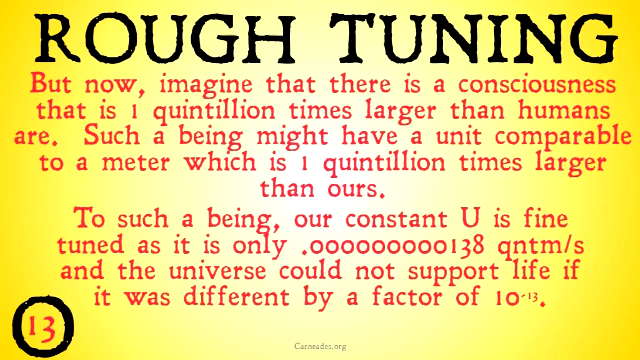 ROUGH TUNING
But now, imagine that there is a consciousness
that is 1 quintillion times larger than humans
are. Such a being might have a unit comparable
to a meter which is 1 quintillion times larger
than ours.
To such a being, our constant U is fine
tuned as it is only .000000000138 qntm/s
and the universe could not support life if
it was different by a factor of 10-13.
13
Carneades.org